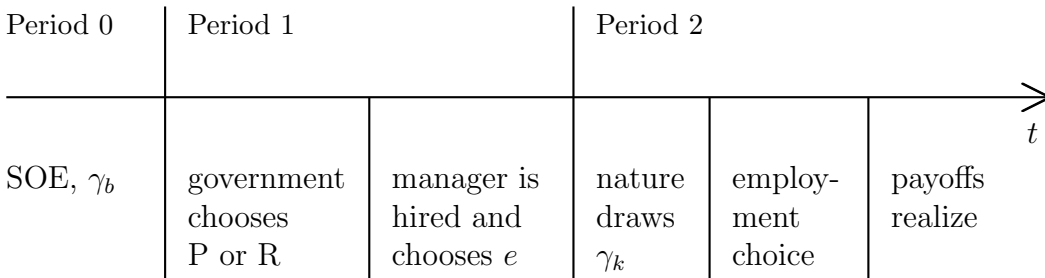 Period 0
Period 1
Period 2
t
SOE, γ_b
government
chooses
P or R
manager is
hired and
chooses e
nature
draws
γ_k
employ-
ment
choice
payoffs
realize